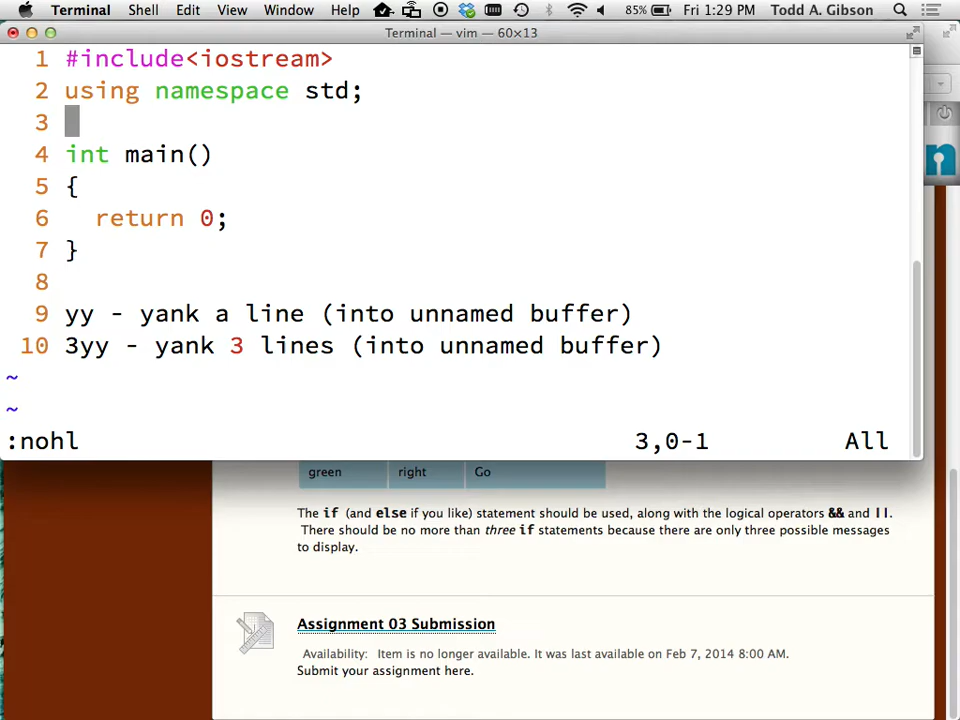 Terminal Shell Edit View Window Help 85% Fri 1:29 PM Todd A. Gibson
Terminal — vim — 60×13
1 #include<iostream>
2 using namespace std;
3
4 int main()
5 {
6   return 0;
7 }
8
9 yy - yank a line (into unnamed buffer)
10 3yy - yank 3 lines (into unnamed buffer)
~
~
:nohl 3,0-1 All
green right Go
The if (and else if you like) statement should be used, along with the logical operators && and ||.
There should be no more than three if statements because there are only three possible messages
to display.
Assignment 03 Submission
Availability: Item is no longer available. It was last available on Feb 7, 2014 8:00 AM.
Submit your assignment here.